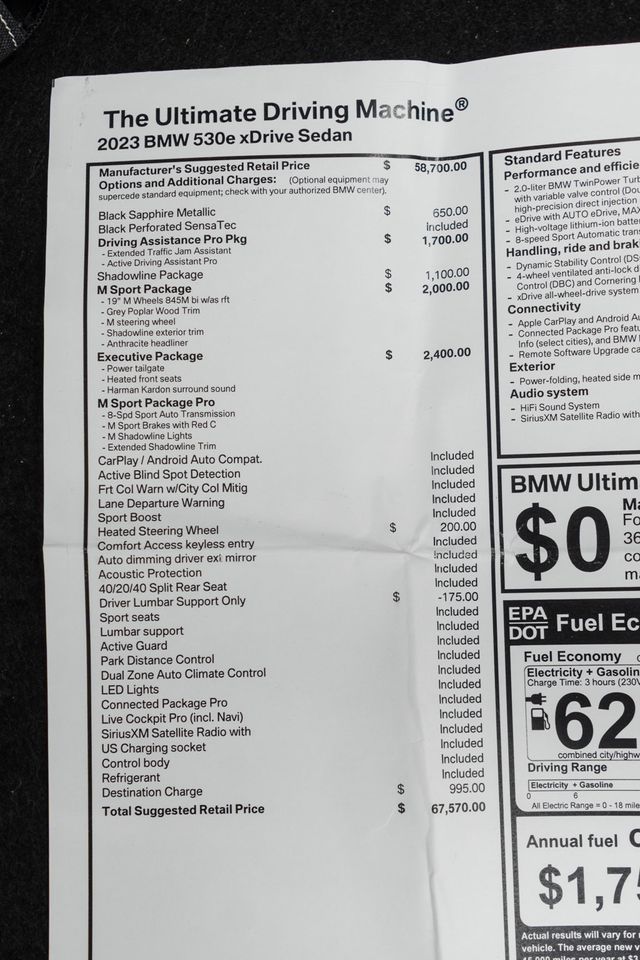 The Ultimate Driving Machine®
2023 BMW 530e xDrive Sedan
Manufacturer's Suggested Retail Price $ 58,700.00
Options and Additional Charges: (Optional equipment may
supercede standard equipment; check with your authorized BMW center).
Black Sapphire Metallic $ 650.00
Black Perforated SensaTec Included
Driving Assistance Pro Pkg $ 1,700.00
- Extended Traffic Jam Assistant
- Active Driving Assistant Pro
Shadowline Package $ 1,100.00
M Sport Package $ 2,000.00
- 19" M Wheels 845M bi w/as rft
- Grey Poplar Wood Trim
- M steering wheel
- Shadowline exterior trim
- Anthracite headliner
Executive Package $ 2,400.00
- Power tailgate
- Heated front seats
- Harman Kardon surround sound
M Sport Package Pro
- 8-Spd Sport Auto Transmission
- M Sport Brakes with Red C
- M Shadowline Lights
- Extended Shadowline Trim
CarPlay / Android Auto Compat. Included
Active Blind Spot Detection Included
Frt Col Warn w/City Col Mitig Included
Lane Departure Warning Included
Sport Boost Included
Heated Steering Wheel $ 200.00
Comfort Access keyless entry Included
Auto dimming driver ext mirror Included
Acoustic Protection Included
40/20/40 Split Rear Seat Included
Driver Lumbar Support Only $ -175.00
Sport seats Included
Lumbar support Included
Active Guard Included
Park Distance Control Included
Dual Zone Auto Climate Control Included
LED Lights Included
Connected Package Pro Included
Live Cockpit Pro (incl. Navi) Included
SiriusXM Satellite Radio with Included
US Charging socket Included
Control body Included
Refrigerant Included
Destination Charge $ 995.00
Total Suggested Retail Price $ 67,570.00
Standard Features
Performance and efficie
- 2.0-liter BMW TwinPower Turb
with variable valve control (Dou
high-precision direct injection
- eDrive with AUTO eDrive, MAX
- High-voltage lithium-ion batte
- 8-speed Sport Automatic trans
Handling, ride and brak
- Dynamic Stability Control (DS
- 4-wheel ventilated anti-lock d
Control (DBC) and Cornering
- xDrive all-wheel-drive system
Connectivity
- Apple CarPlay and Android Au
- Connected Package Pro featu
Info (select cities), and BMW
- Remote Software Upgrade ca
Exterior
- Power-folding, heated side m
Audio system
- HiFi Sound System
- SiriusXM Satellite Radio with
BMW Ultim
$0
Ma
Fo
36
co
ma
EPA
DOT Fuel Ec
Fuel Economy
Electricity + Gasolin
Charge Time: 3 hours (230V
62
combined city/highw
Driving Range
Electricity + Gasoline
0 6
All Electric Range = 0 - 18 mile
Annual fuel
$1,75
Actual results will vary for
vehicle. The average new v
15,000 miles per year at $3